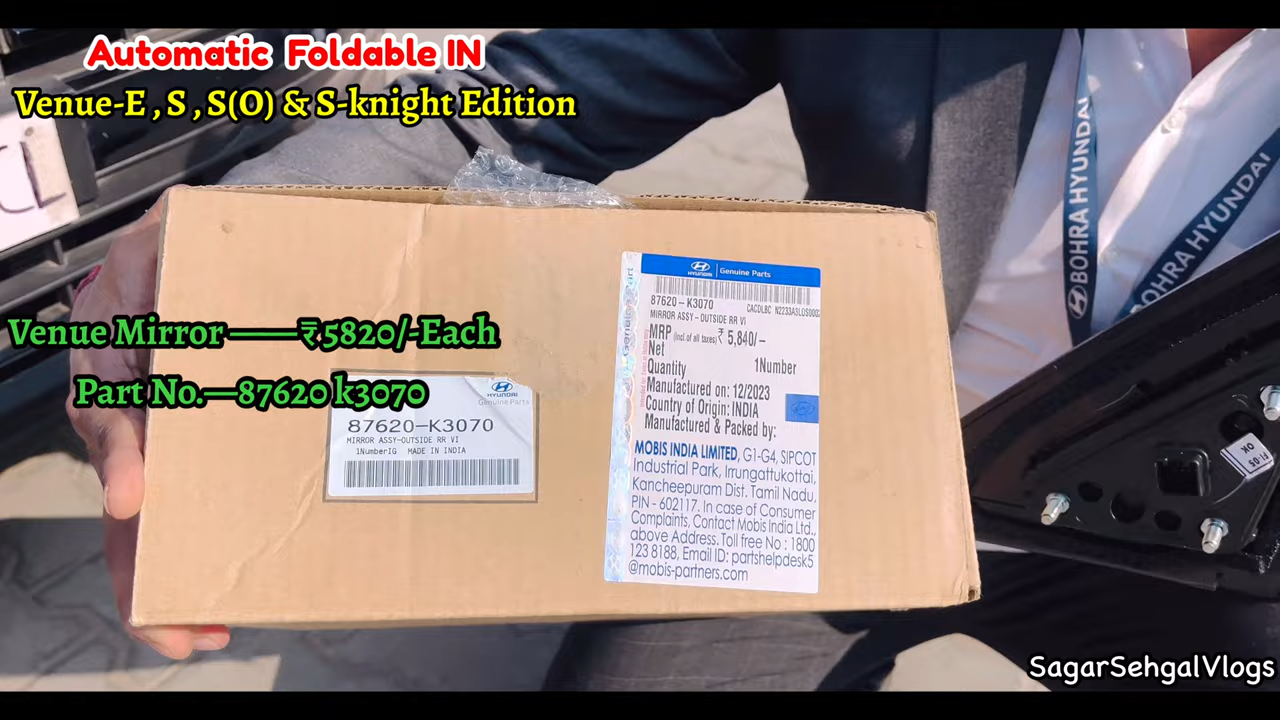 Automatic Foldable IN
Venue-E , S , S(O) & S-knight Edition
Venue Mirror ——₹5820/-Each
Part No.—87620 k3070
HYUNDAI
Genuine Parts
87620-K3070
MIRROR ASSY-OUTSIDE RR VI
1NumberIG MADE IN INDIA
HYUNDAI | Genuine Parts
87620-K3070
MIRROR ASSY-OUTSIDE RR VI
MRP (Incl of all taxes) ₹ 5,840/-
Net
Quantity 1Number
Manufactured on: 12/2023
Country of Origin: INDIA
Manufactured & Packed by:
MOBIS INDIA LIMITED, G1-G4, SIPCOT
Industrial Park, Irrungattukottai,
Kancheepuram Dist. Tamil Nadu,
PIN - 602117. In case of Consumer
Complaints, Contact Mobis India Ltd.,
above Address. Toll free No : 1800
123 8188, Email ID: partshelpdesk5
@mobis-partners.com
BOHRA HYUNDAI
OHRA HYUNDAI
OK
SagarSehgalVlogs